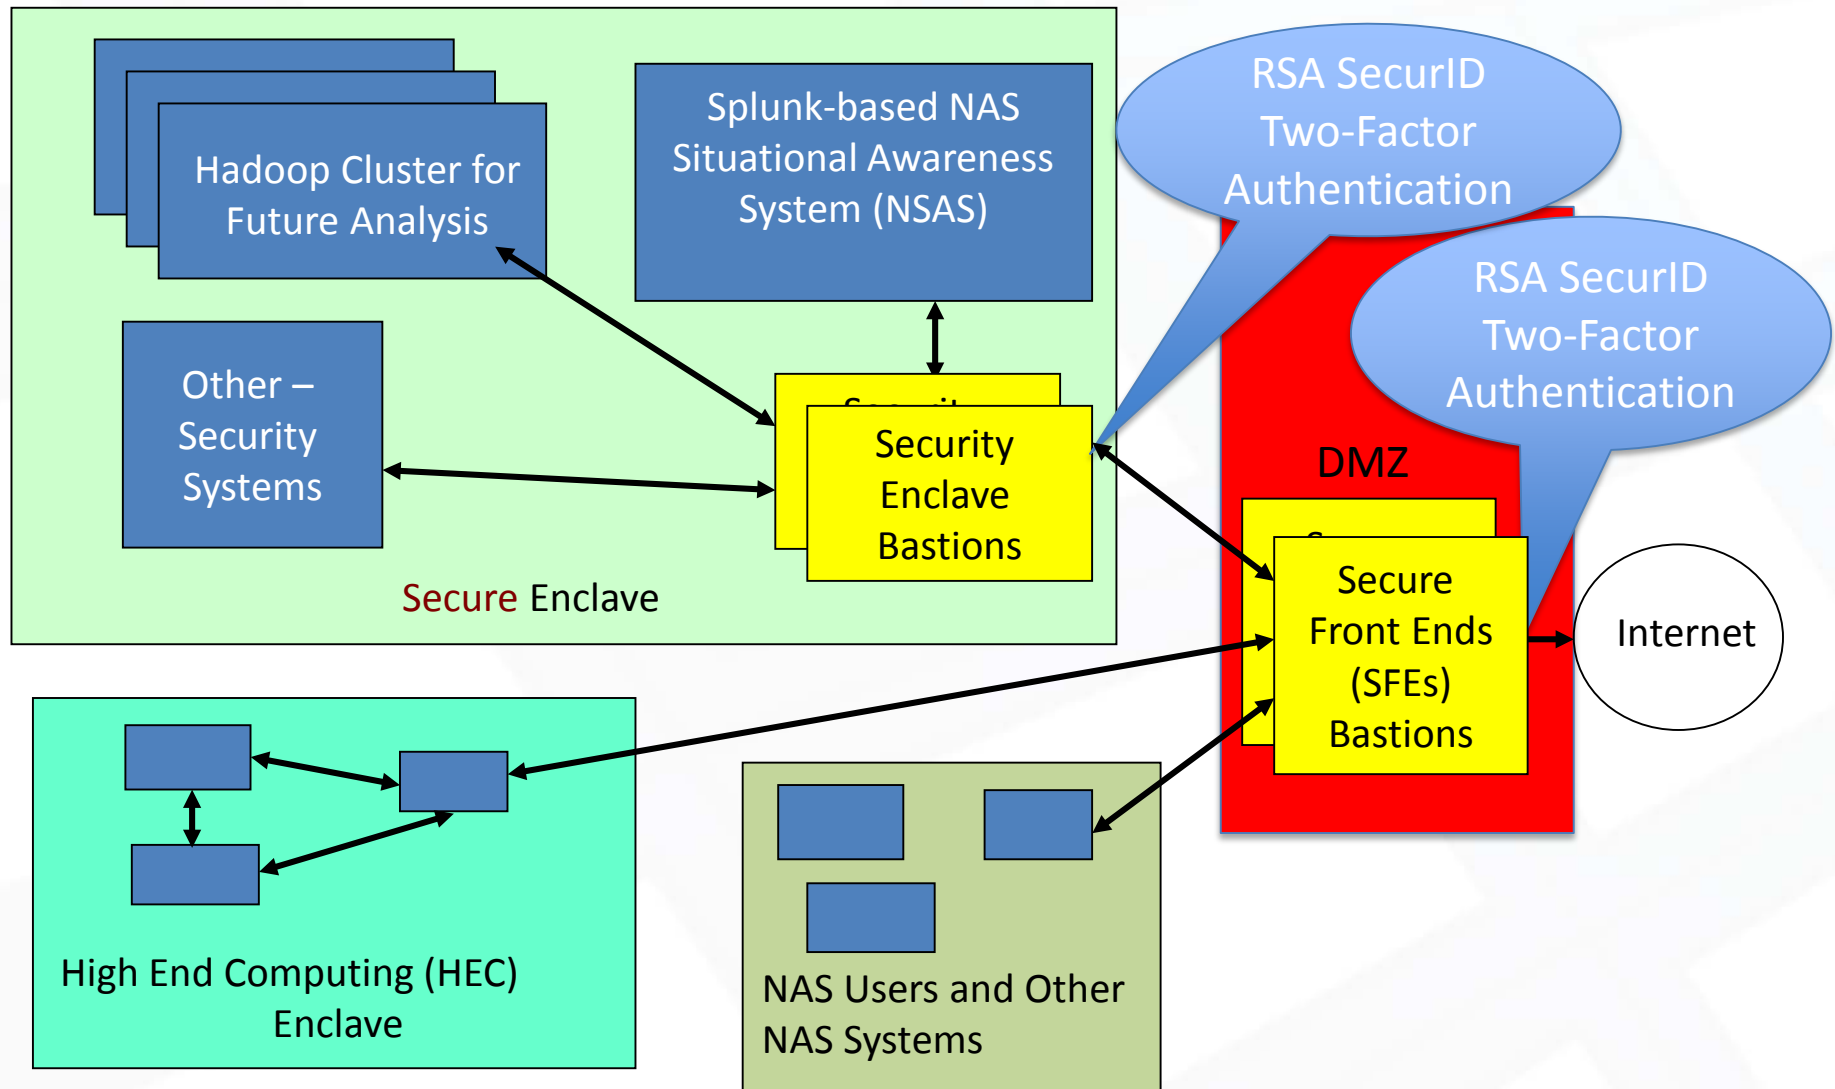 Hadoop Cluster for
Future Analysis
Splunk-based NAS
Situational Awareness
System (NSAS)
RSA SecurID
Two-Factor
Authentication
RSA SecurID
Two-Factor
Authentication
Other –
Security
Systems
Security
Enclave
Bastions
Secure Enclave
DMZ
Secure
Front Ends
(SFEs)
Bastions
Internet
High End Computing (HEC)
Enclave
NAS Users and Other
NAS Systems